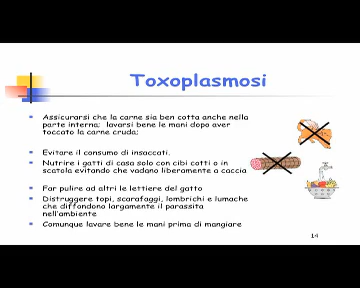 Toxoplasmosi
Assicurarsi che la carne sia ben cotta anche nella
parte interna; lavarsi bene le mani dopo aver
toccato la carne cruda;
Evitare il consumo di insaccati.
Nutrire i gatti di casa solo con cibi cotti o in
scatola evitando che vadano liberamente a caccia
Far pulire ad altri le lettiere del gatto
Distruggere topi, scarafaggi, lombrichi e lumache
che diffondono largamente il parassita
nell'ambiente
Comunque lavare bene le mani prima di mangiare
14